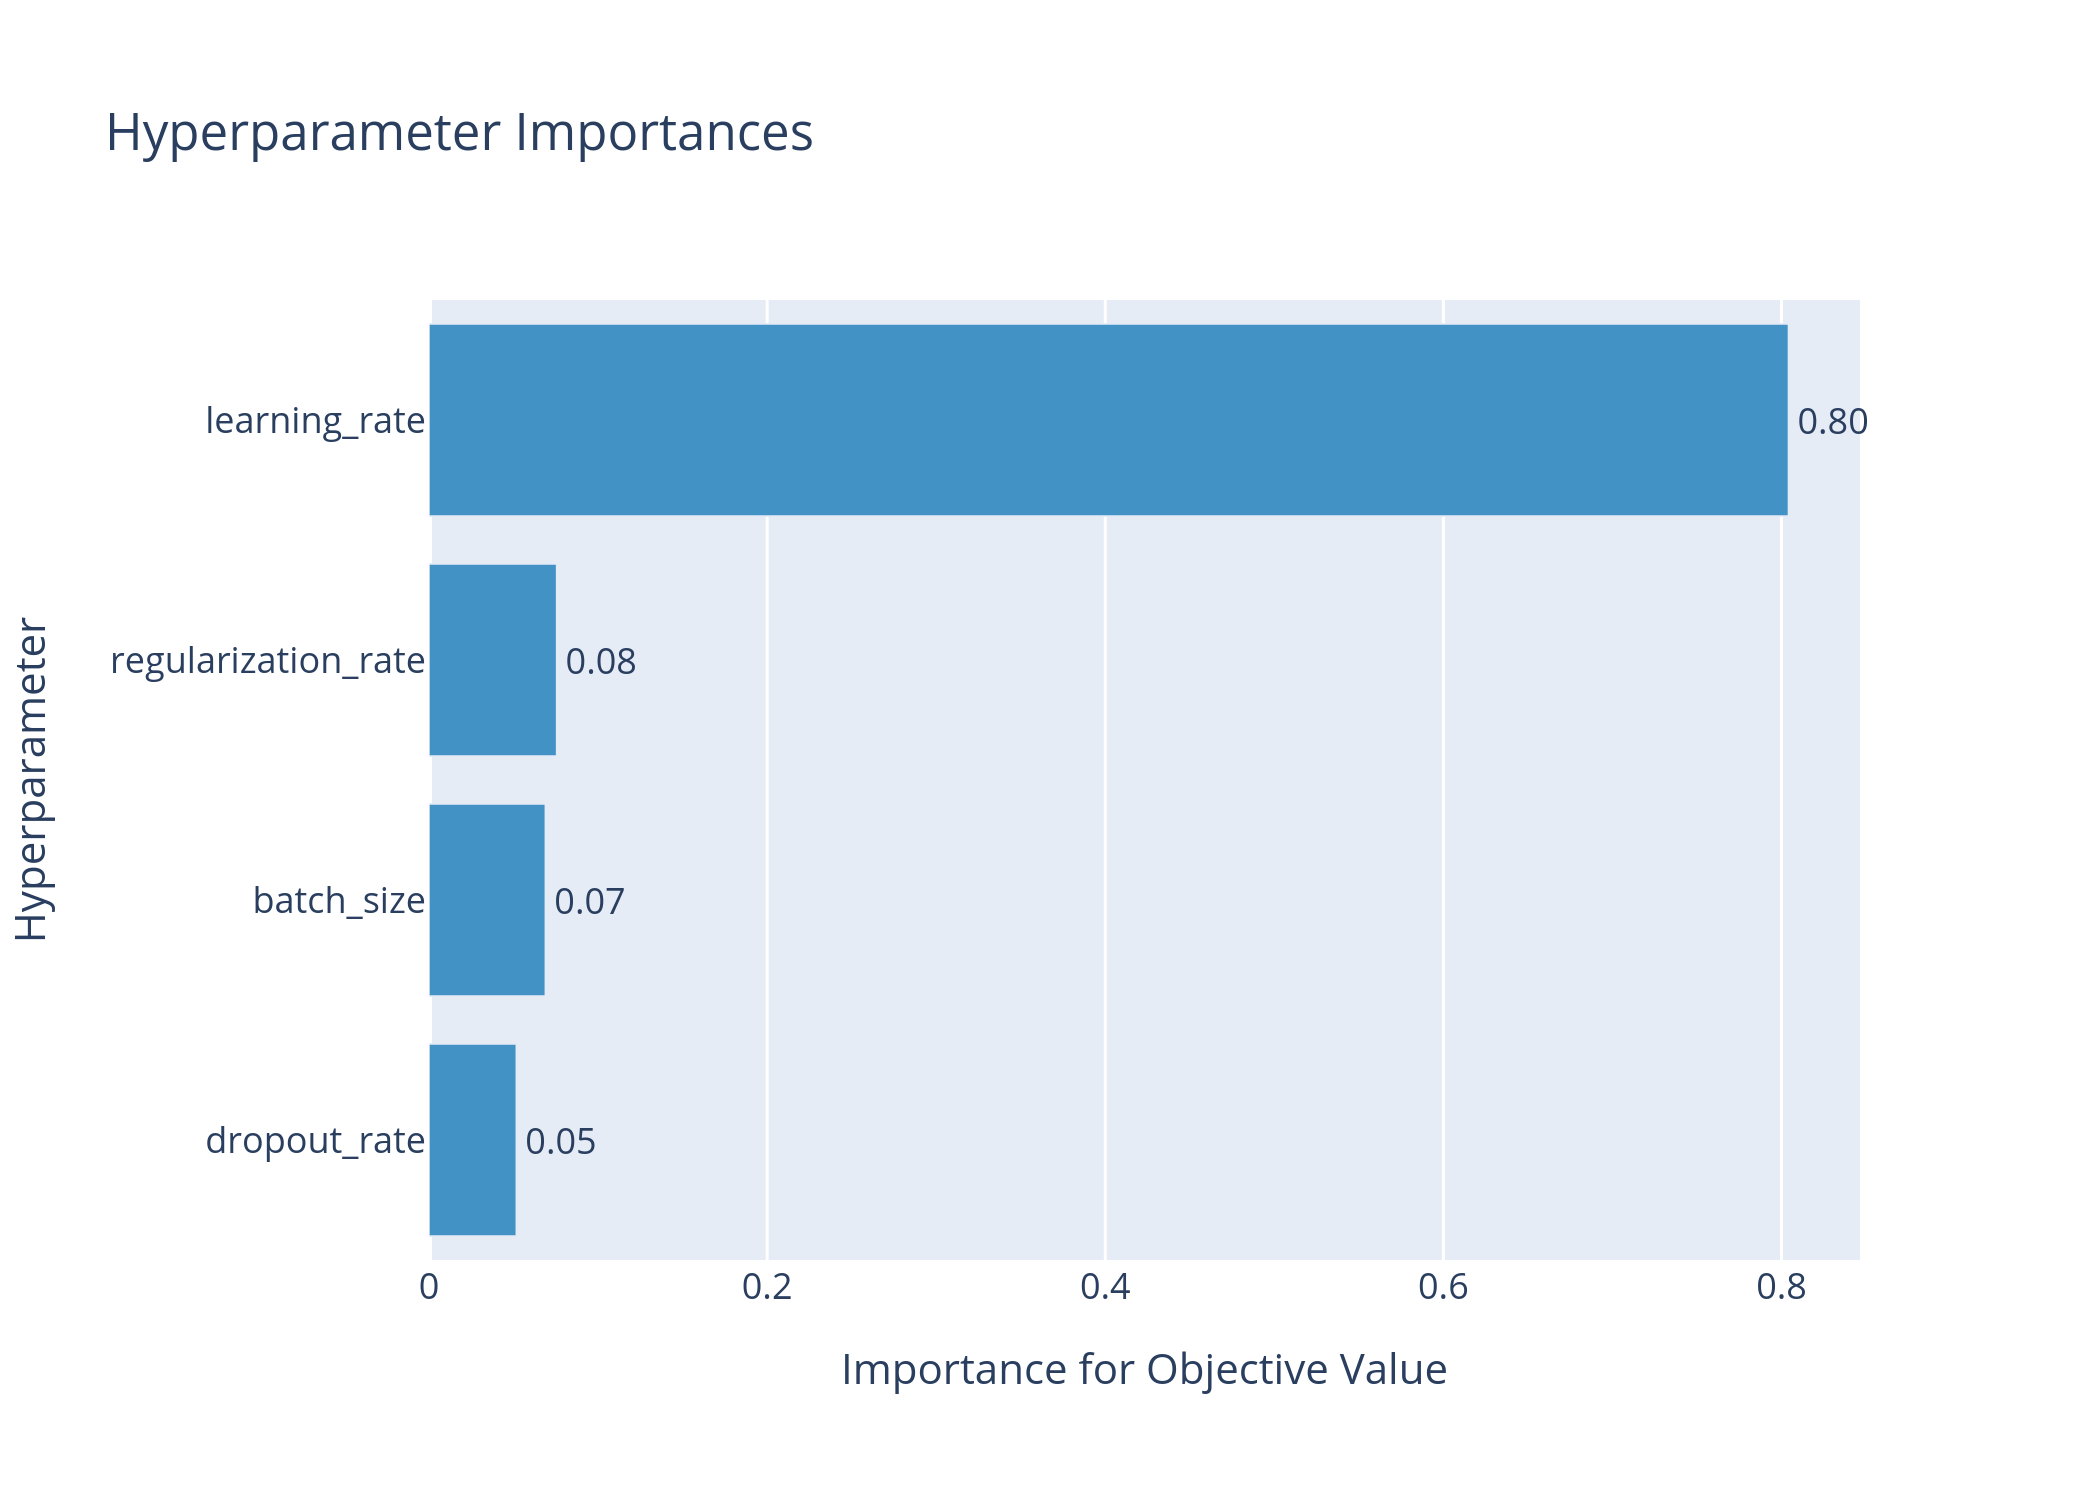 Hyperparameter Importances
learning_rate
0.80
regularization_rate
0.08
batch_size
0.07
dropout_rate
0.05
Hyperparameter
0
0.2
0.4
0.6
0.8
Importance for Objective Value